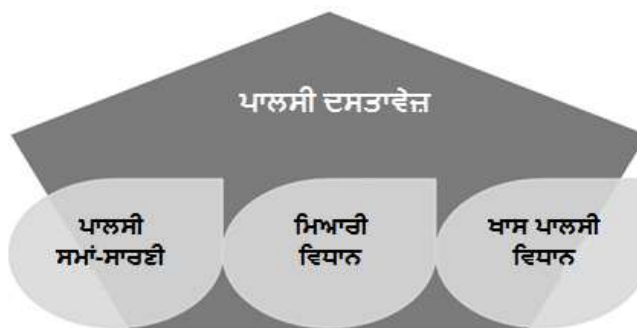 ਪਾਲਸੀ ਦਸਤਾਵੇਜ਼
ਪਾਲਸੀ
ਸਮਾਂ-ਸਾਰਣੀ
ਮਿਆਰੀ
ਵਿਧਾਨ
ਖਾਸ ਪਾਲਸੀ
ਵਿਧਾਨ